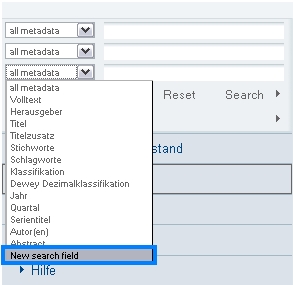 all metadata
all metadata
all metadata
all metadata
Volltext
Herausgeber
Reset Search
Titel
Titelzusatz
Stichworte
Schlagworte
stand
Klassifikation
Dewey Dezimalklassifikation
Jahr
Quartal
Serientitel
Autor(en)
Abstract
New search field
Hilfe